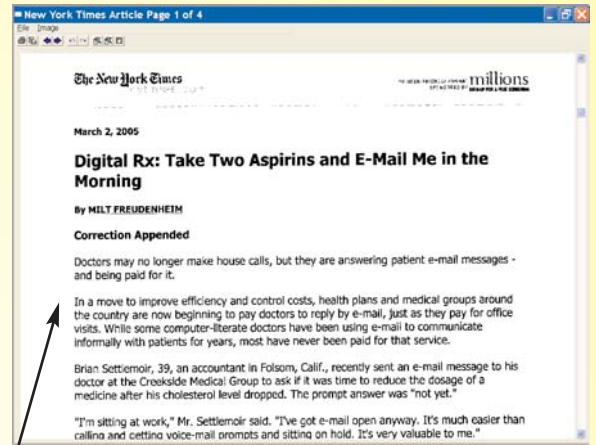 New York Times Article Page 1 of 4
File Image
The New York Times
millions
March 2, 2005
Digital Rx: Take Two Aspirins and E-Mail Me in the
Morning
By MILT FREUDENHEIM
Correction Appended
Doctors may no longer make house calls, but they are answering patient e-mail messages -
and being paid for it.
In a move to improve efficiency and control costs, health plans and medical groups around
the country are now beginning to pay doctors to reply by e-mail, just as they pay for office
visits. While some computer-literate doctors have been using e-mail to communicate
informally with patients for years, most have never been paid for that service.
Brian Settlemoir, 39, an accountant in Folsom, Calif., recently sent an e-mail message to his
doctor at the Creekside Medical Group to ask if it was time to reduce the dosage of a
medicine after his cholesterol level dropped. The prompt answer was "not yet."
"I'm sitting at work," Mr. Settlemoir said. "I've got e-mail open anyway. It's much easier than
calling and getting voice-mail prompts and sitting on hold. It's very valuable to me."